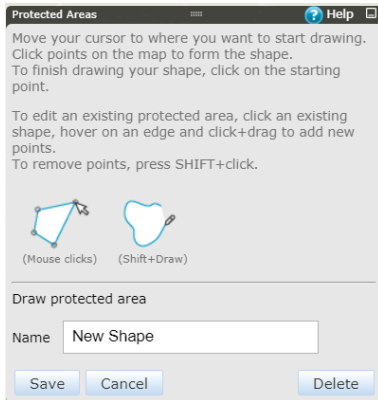 Protected Areas
Help
Move your cursor to where you want to start drawing.
Click points on the map to form the shape.
To finish drawing your shape, click on the starting
point.
To edit an existing protected area, click an existing
shape, hover on an edge and click+drag to add new
points.
To remove points, press SHIFT+click.
(Mouse clicks)
(Shift+Draw)
Draw protected area
Name
New Shape
Save
Cancel
Delete